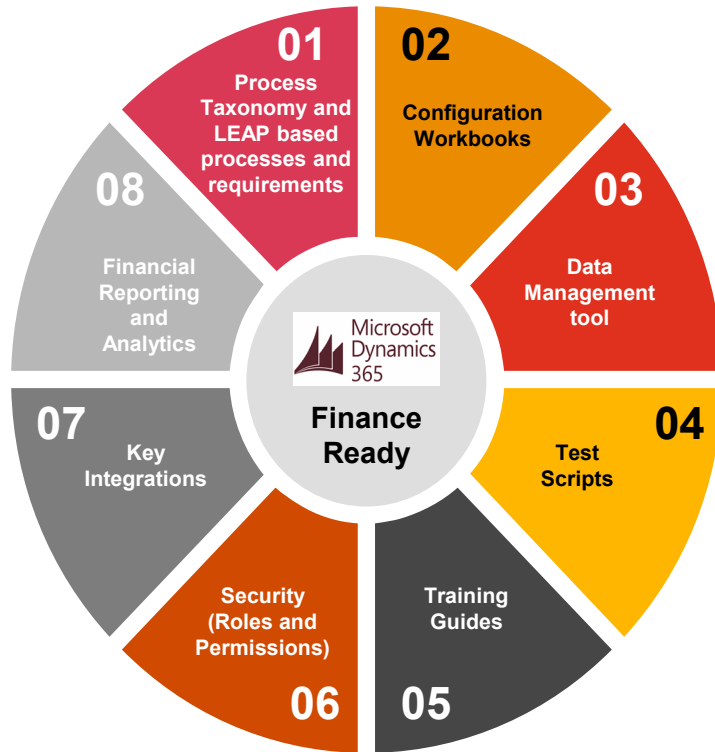 01
Process
Taxonomy and
LEAP based
processes and
requirements
02
Configuration
Workbooks
03
Data
Management
tool
04
Test
Scripts
05
Training
Guides
06
Security
(Roles and
Permissions)
07
Key
Integrations
08
Financial
Reporting
and
Analytics
Microsoft
Dynamics
365
Finance
Ready